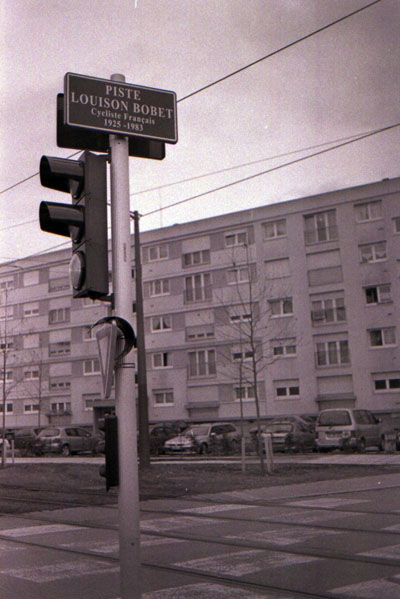 PISTE
LOUISON BOBET
Cycliste Français
1925 - 1983